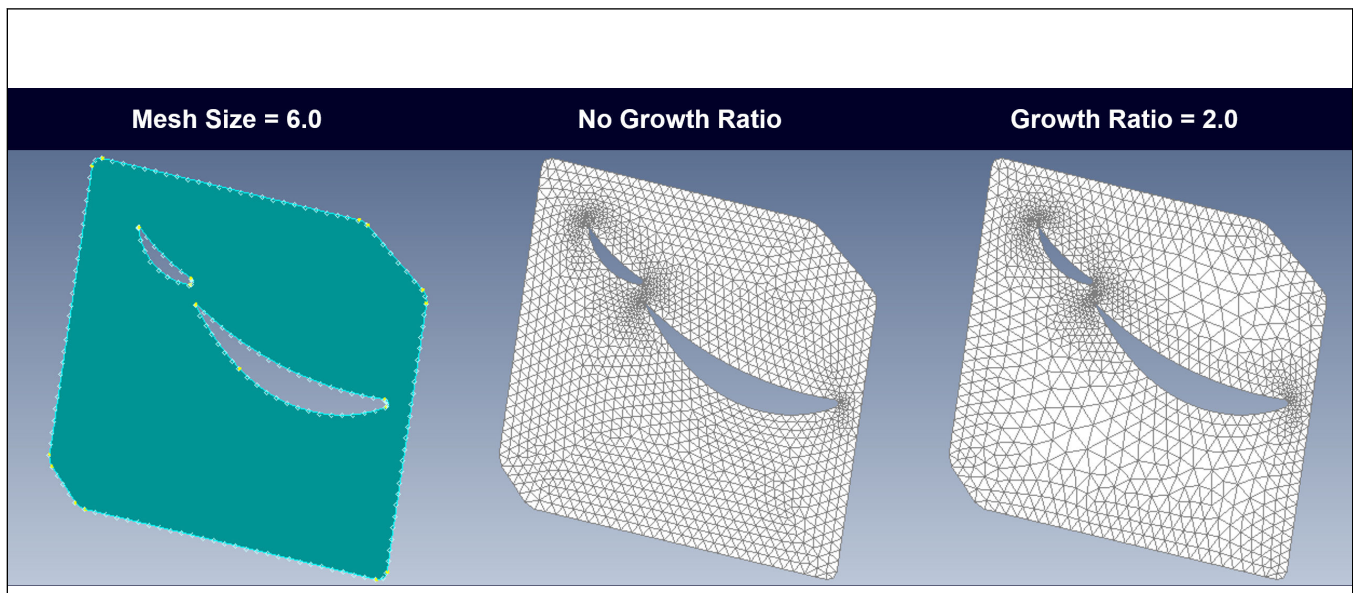 Mesh Size = 6.0
No Growth Ratio
Growth Ratio = 2.0